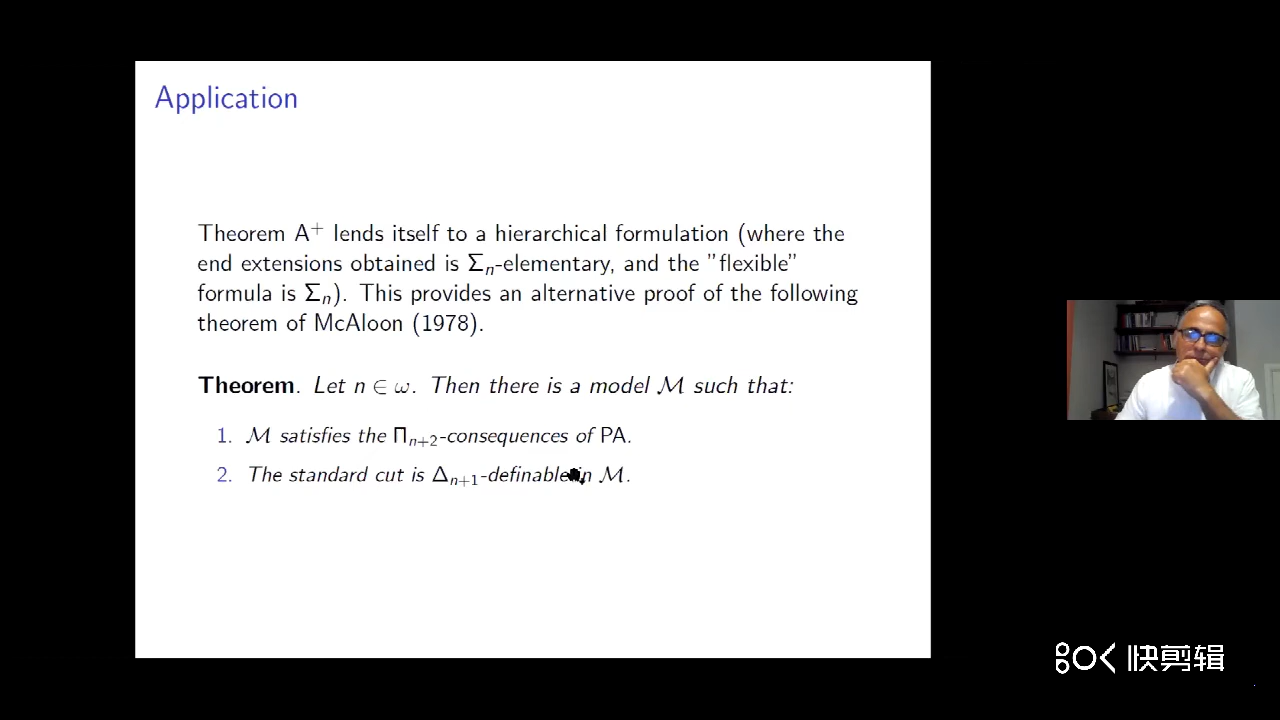 Application
Theorem A⁺ lends itself to a hierarchical formulation (where the
end extensions obtained is Σₙ-elementary, and the "flexible"
formula is Σₙ). This provides an alternative proof of the following
theorem of McAloon (1978).
Theorem. Let n ∈ ω. Then there is a model ℳ such that:
1. ℳ satisfies the Πₙ₊₂-consequences of PA.
2. The standard cut is Δₙ₊₁-definable in ℳ.
快剪辑